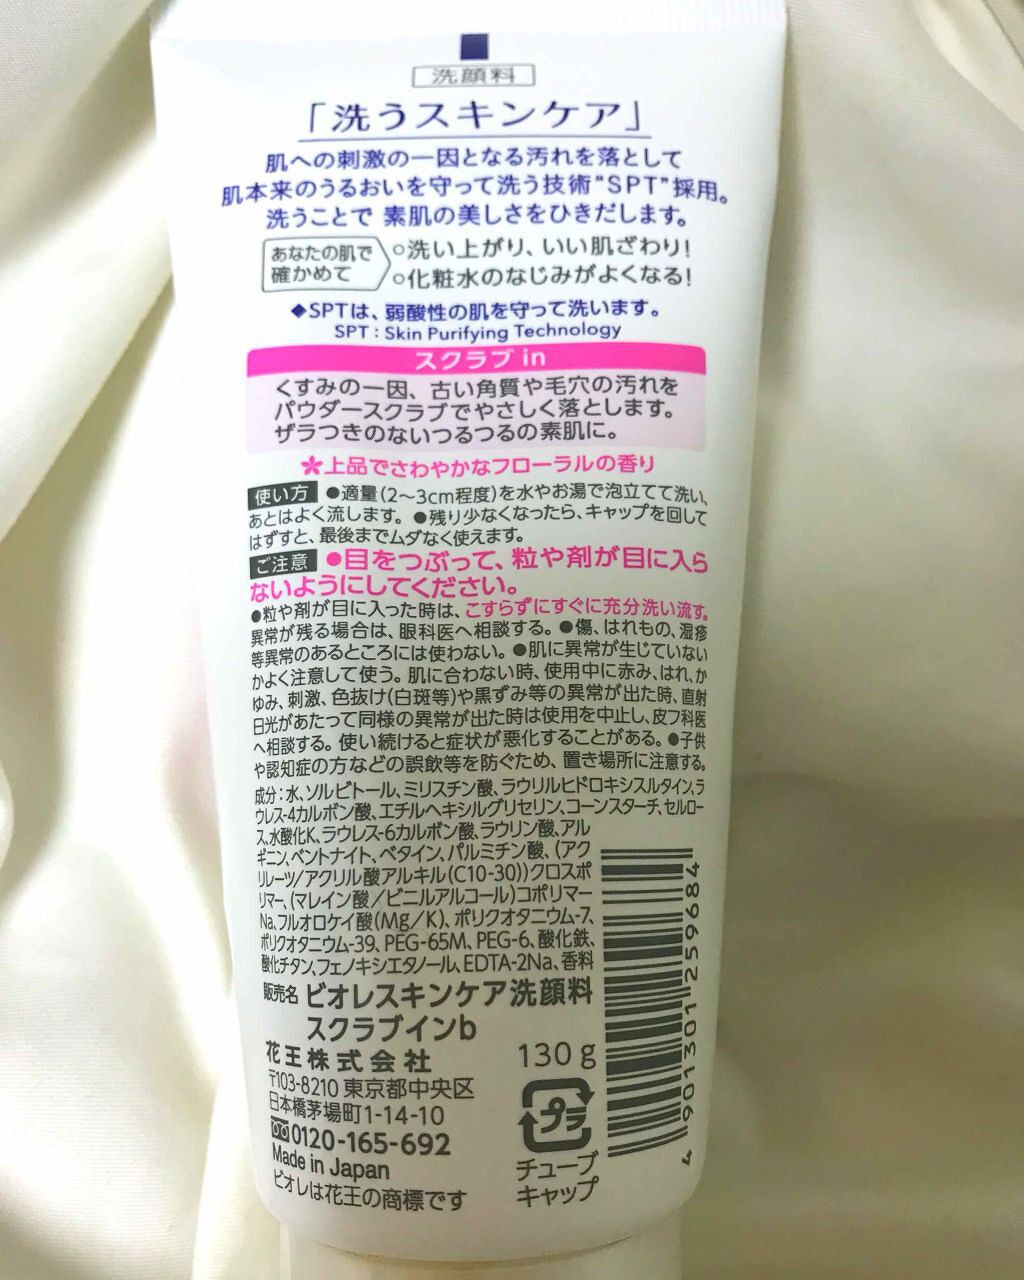 洗顔料
「洗うスキンケア」
肌への刺激の一因となる汚れを落として
肌本来のうるおいを守って洗う技術“SPT”採用。
洗うことで 素肌の美しさをひきだします。
あなたの肌で
確かめて
○洗い上がり、いい肌ざわり!
○化粧水のなじみがよくなる!
◆SPTは、弱酸性の肌を守って洗います。
SPT：Skin Purifying Technology
スクラブin
くすみの一因、古い角質や毛穴の汚れを
パウダースクラブでやさしく落とします。
ザラつきのないつるつるの素肌に。
＊上品でさわやかなフローラルの香り
使い方 ●適量(2〜3cm程度)を水やお湯で泡立てて洗い、
あとはよく流します。●残り少なくなったら、キャップを回して
はずすと、最後までムダなく使えます。
ご注意 ●目をつぶって、粒や剤が目に入ら
ないようにしてください。
●粒や剤が目に入った時は、こすらずにすぐに充分洗い流す。
異常が残る場合は、眼科医へ相談する。●傷、はれもの、湿疹
等異常のあるところには使わない。●肌に異常が生じていない
かよく注意して使う。肌に合わない時、使用中に赤み、はれ、か
ゆみ、刺激、色抜け(白斑等)や黒ずみ等の異常が出た時、直射
日光があたって同様の異常が出た時は使用を中止し、皮フ科医
へ相談する。使い続けると症状が悪化することがある。●子供
や認知症の方などの誤飲等を防ぐため、置き場所に注意する。
成分：水、ソルビトール、ミリスチン酸、ラウリルヒドロキシスルタイン、ラ
ウレス-4カルボン酸、エチルヘキシルグリセリン、コーンスターチ、セルロー
ス、水酸化K、ラウレス-6カルボン酸、ラウリン酸、アル
ギニン、ベントナイト、ベタイン、パルミチン酸、(アク
リレーツ/アクリル酸アルキル(C10-30))クロスポ
リマー、(マレイン酸／ビニルアルコール)コポリマー
Na、フルオロケイ酸(Mg/K)、ポリクオタニウム-7、
ポリクオタニウム-39、PEG-65M、PEG-6、酸化鉄、
酸化チタン、フェノキシエタノール、EDTA-2Na、香料
販売名 ビオレスキンケア洗顔料
スクラブインb
花王株式会社
〒103-8210 東京都中央区
日本橋茅場町1-14-10
0120-165-692
Made in Japan
ビオレは花王の商標です
130 g
プラ
チューブ
キャップ
4 901301 259684